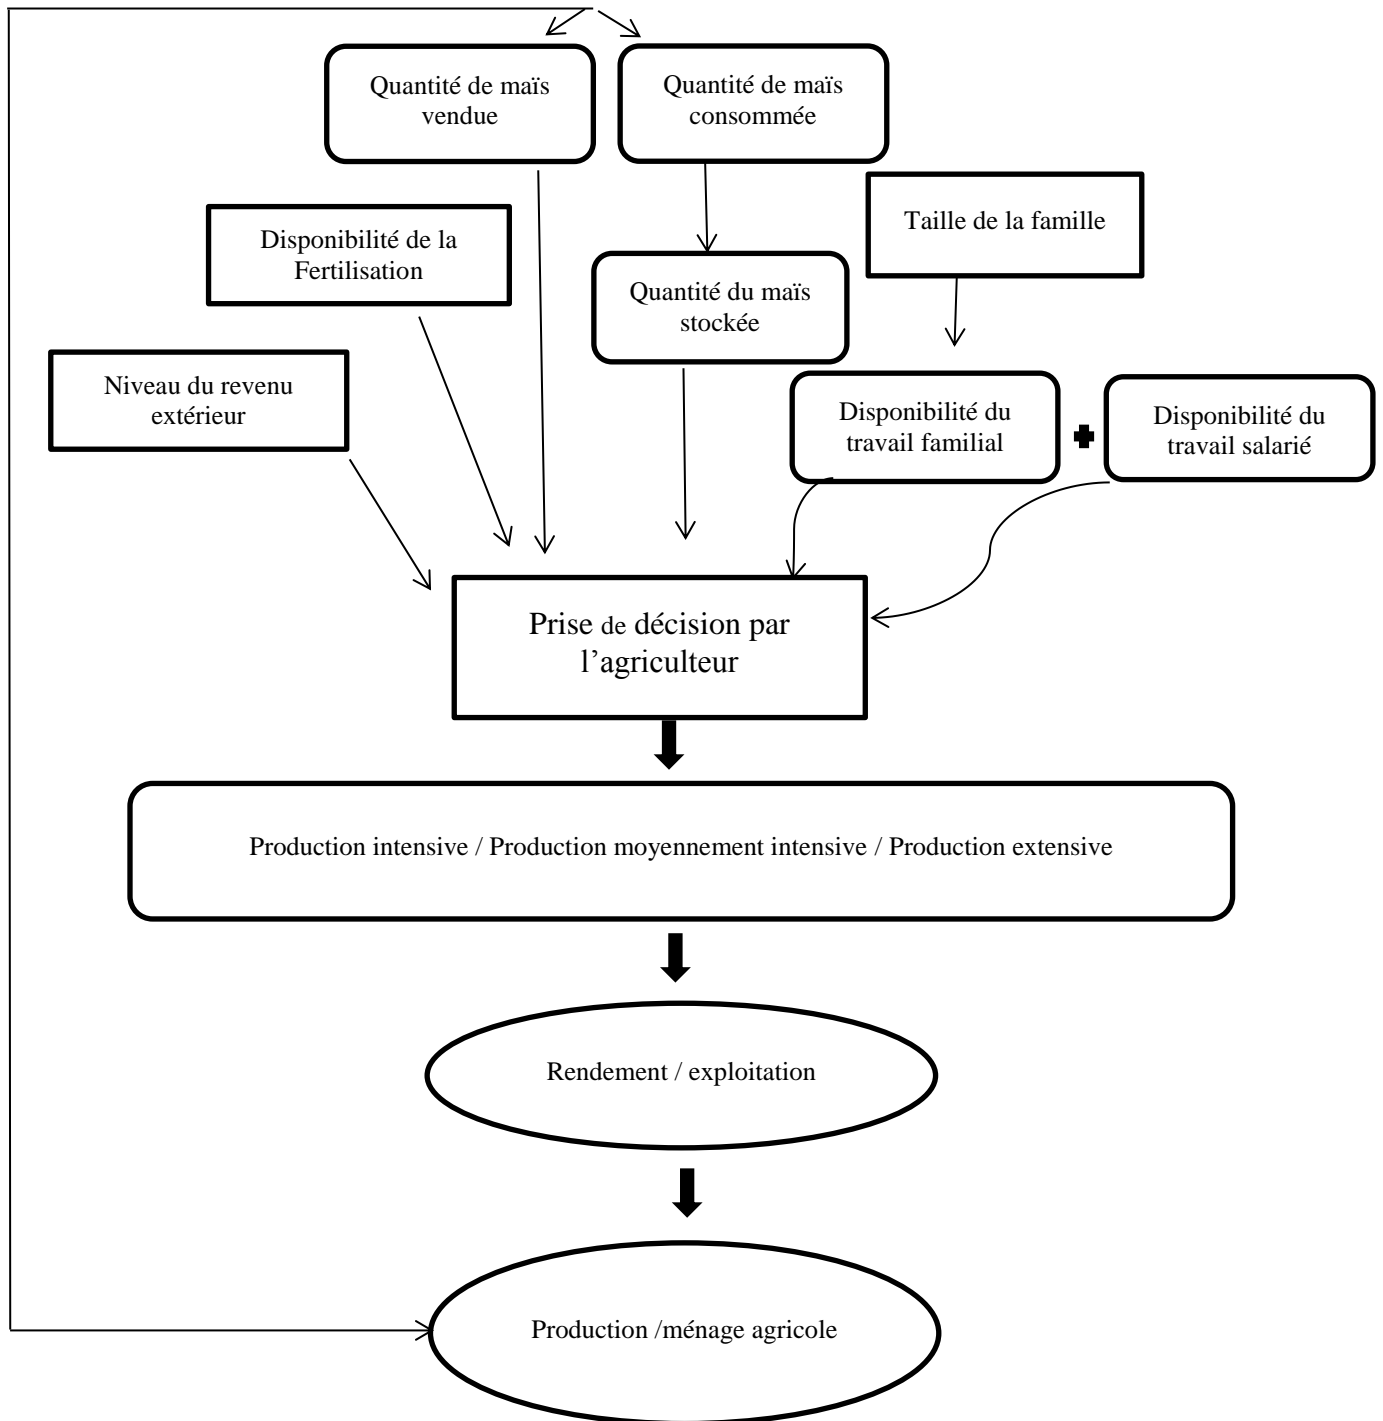 Quantité de maïs
vendue
Quantité de maïs
consommée
Taille de la famille
Disponibilité de la
Fertilisation
Quantité du maïs
stockée
Niveau du revenu
extérieur
Disponibilité du
travail familial
Disponibilité du
travail salarié
Prise de décision par
l’agriculteur
Production intensive / Production moyennement intensive / Production extensive
Rendement / exploitation
Production /ménage agricole